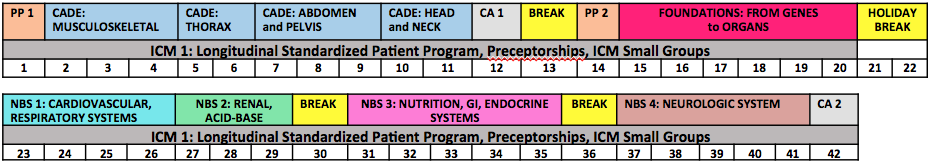 PP 1 CADE: MUSCULOSKELETAL CADE: THORAX CADE: ABDOMEN and PELVIS CADE: HEAD and NECK CA 1 BREAK PP 2 FOUNDATIONS: FROM GENES to ORGANS HOLIDAY BREAK
ICM 1: Longitudinal Standardized Patient Program, Preceptorships, ICM Small Groups
1 2 3 4 5 6 7 8 9 10 11 12 13 14 15 16 17 18 19 20 21 22
NBS 1: CARDIOVASCULAR, RESPIRATORY SYSTEMS NBS 2: RENAL, ACID-BASE BREAK NBS 3: NUTRITION, GI, ENDOCRINE SYSTEMS BREAK NBS 4: NEUROLOGIC SYSTEM CA 2
ICM 1: Longitudinal Standardized Patient Program, Preceptorships, ICM Small Groups
23 24 25 26 27 28 29 30 31 32 33 34 35 36 37 38 39 40 41 42